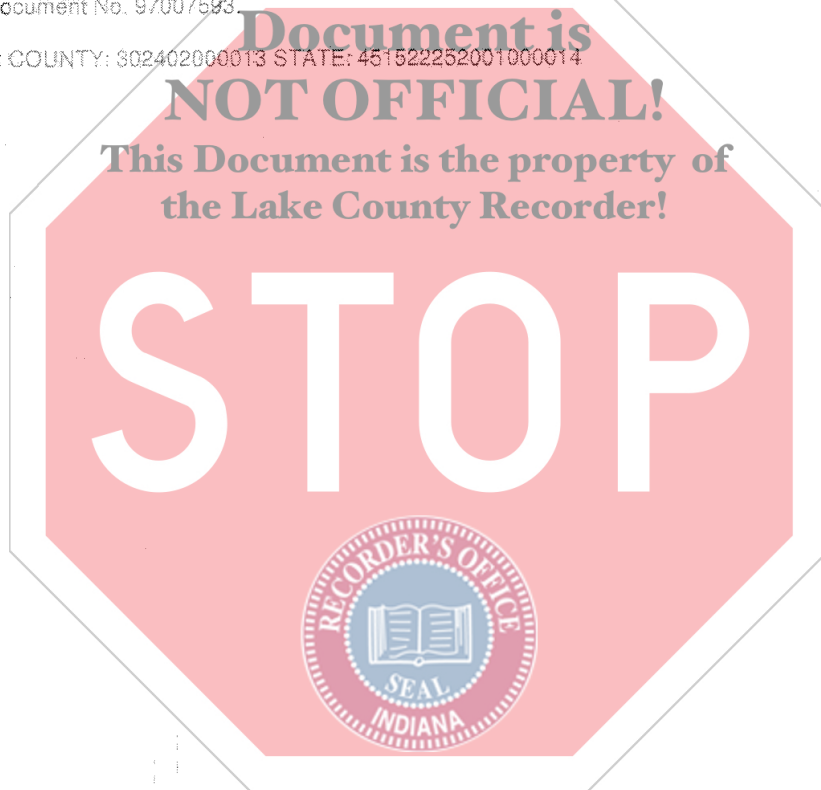 ocument No. 97007593.
Document is
: COUNTY: 302402000013 STATE: 451522252001000014
NOT OFFICIAL!
This Document is the property of
the Lake County Recorder!
STOP
RECORDER'S OFFICE
SEAL
INDIANA